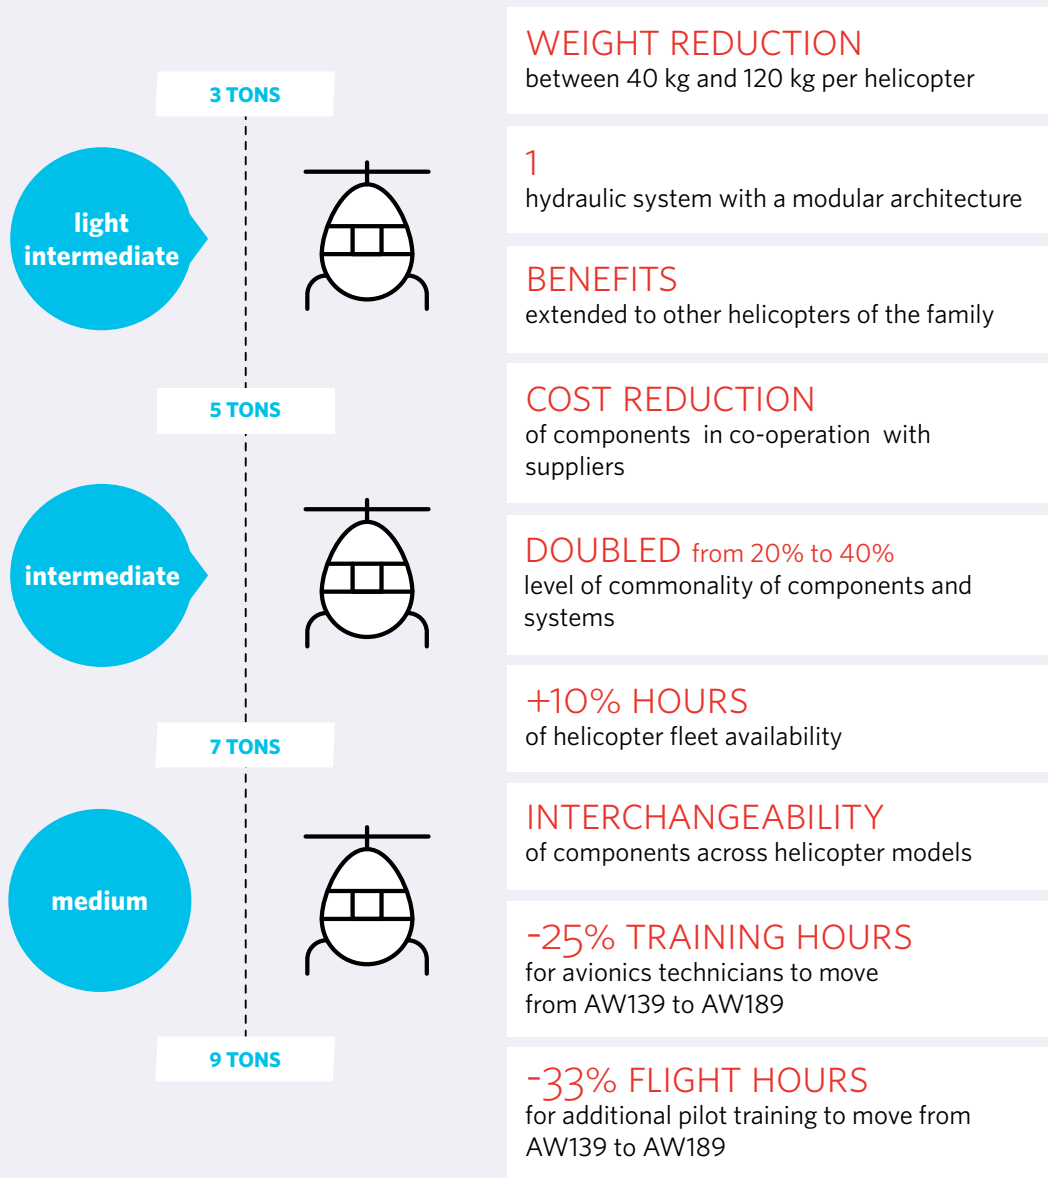 3 TONS
light
intermediate
5 TONS
intermediate
7 TONS
medium
9 TONS
WEIGHT REDUCTION
between 40 kg and 120 kg per helicopter
1
hydraulic system with a modular architecture
BENEFITS
extended to other helicopters of the family
COST REDUCTION
of components in co-operation with
suppliers
DOUBLED from 20% to 40%
level of commonality of components and
systems
+10% HOURS
of helicopter fleet availability
INTERCHANGEABILITY
of components across helicopter models
-25% TRAINING HOURS
for avionics technicians to move
from AW139 to AW189
-33% FLIGHT HOURS
for additional pilot training to move from
AW139 to AW189